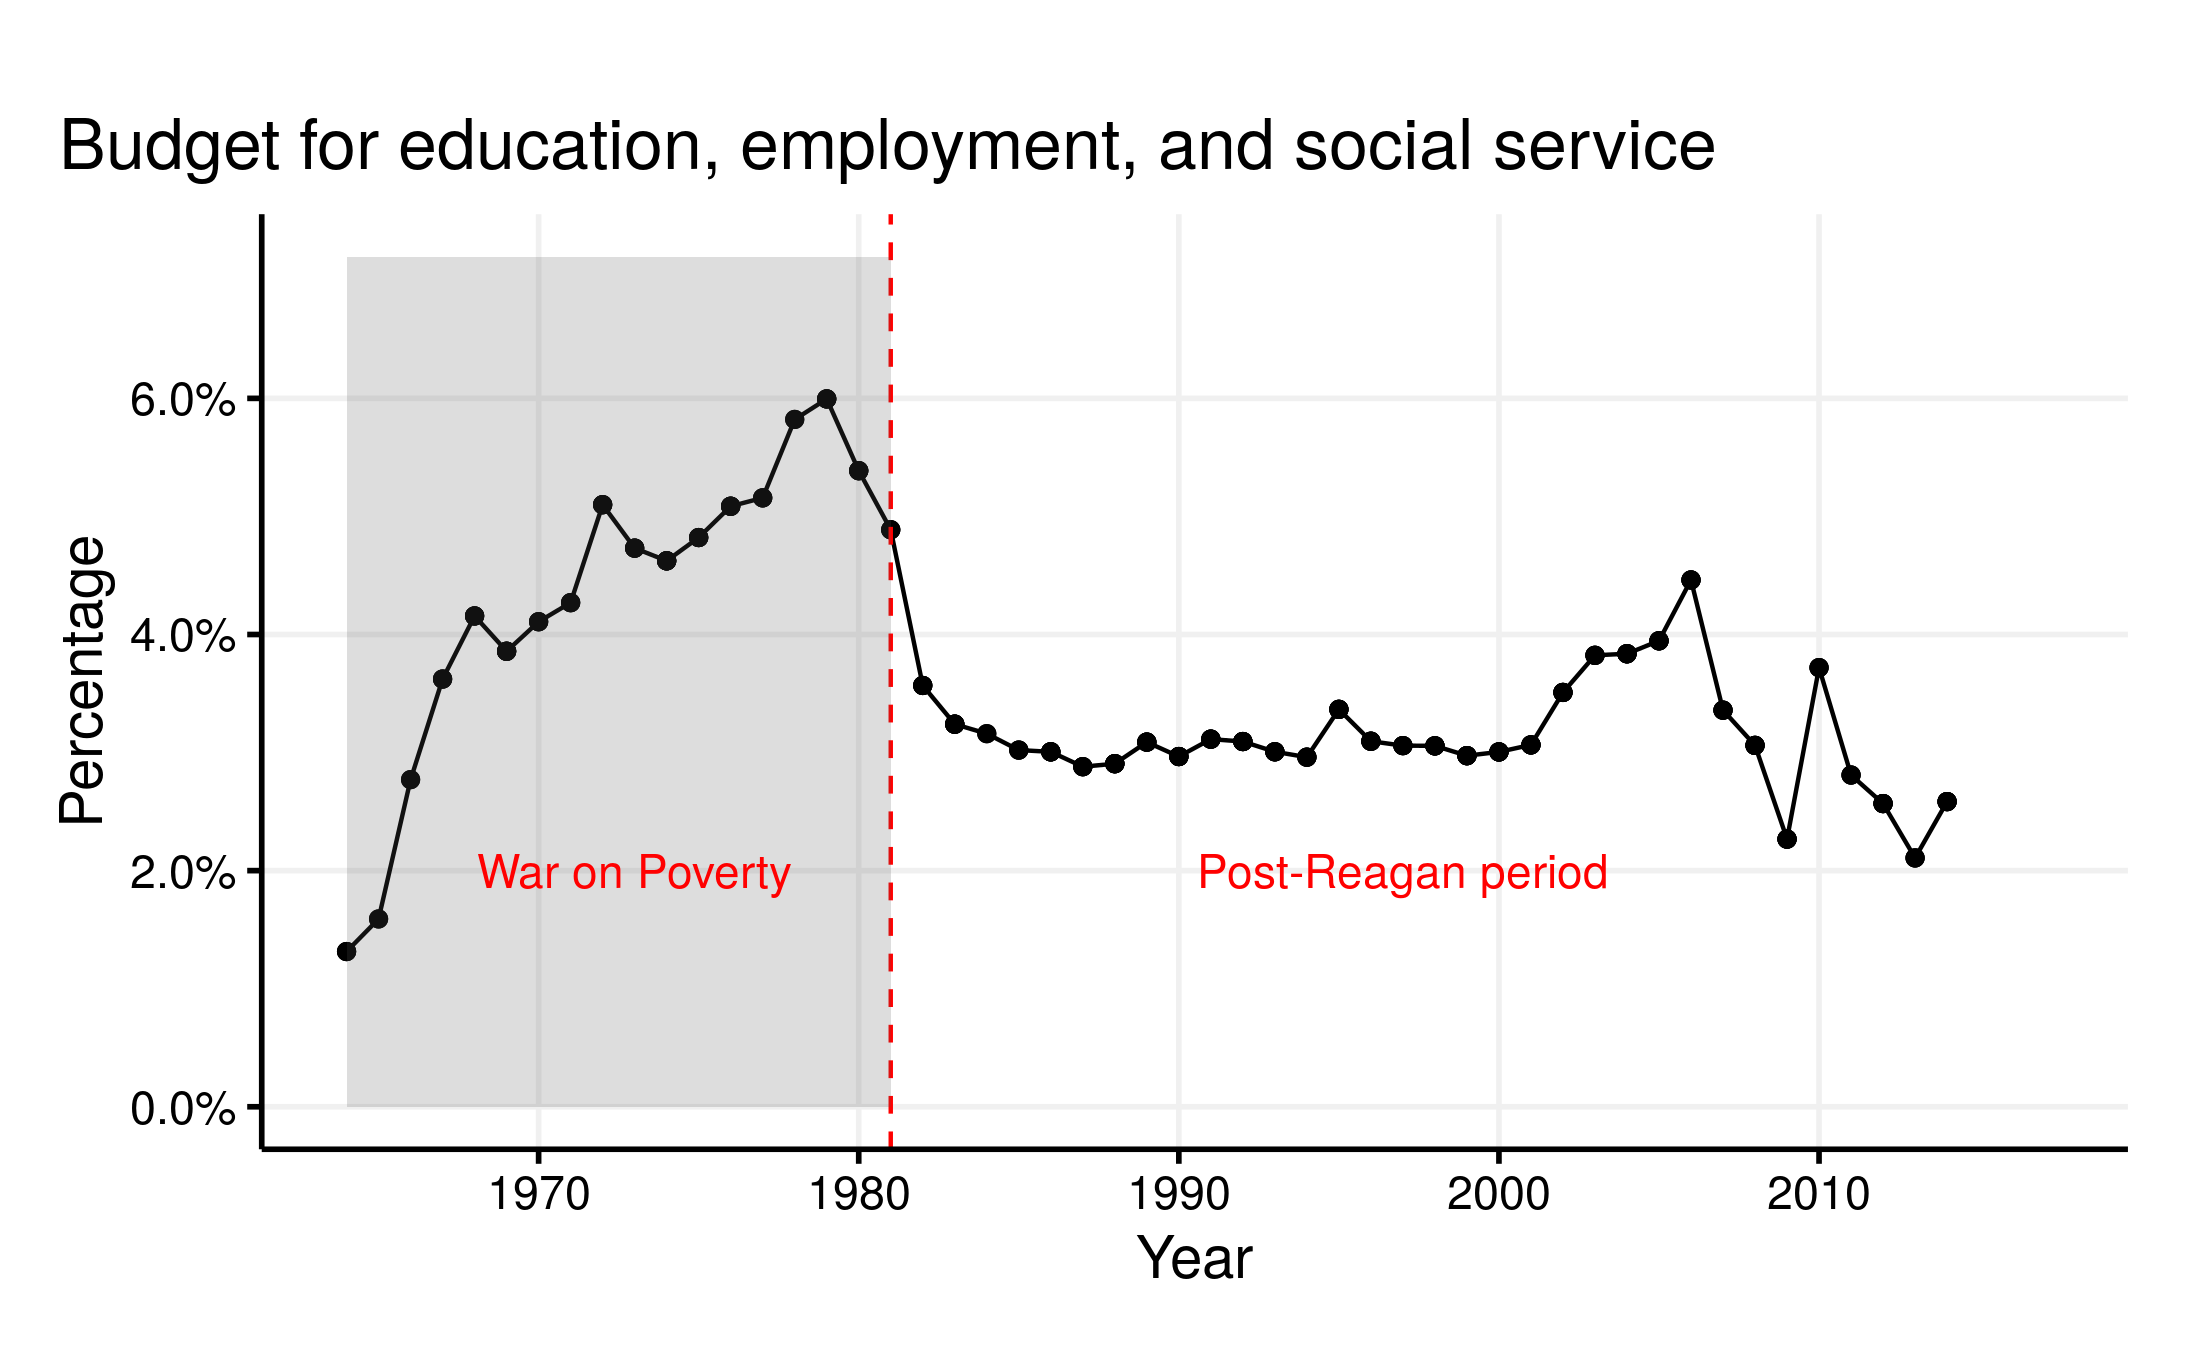 Budget for education, employment, and social service
Percentage
6.0%
4.0%
2.0%
0.0%
War on Poverty
Post-Reagan period
1970 1980 1990 2000 2010
Year